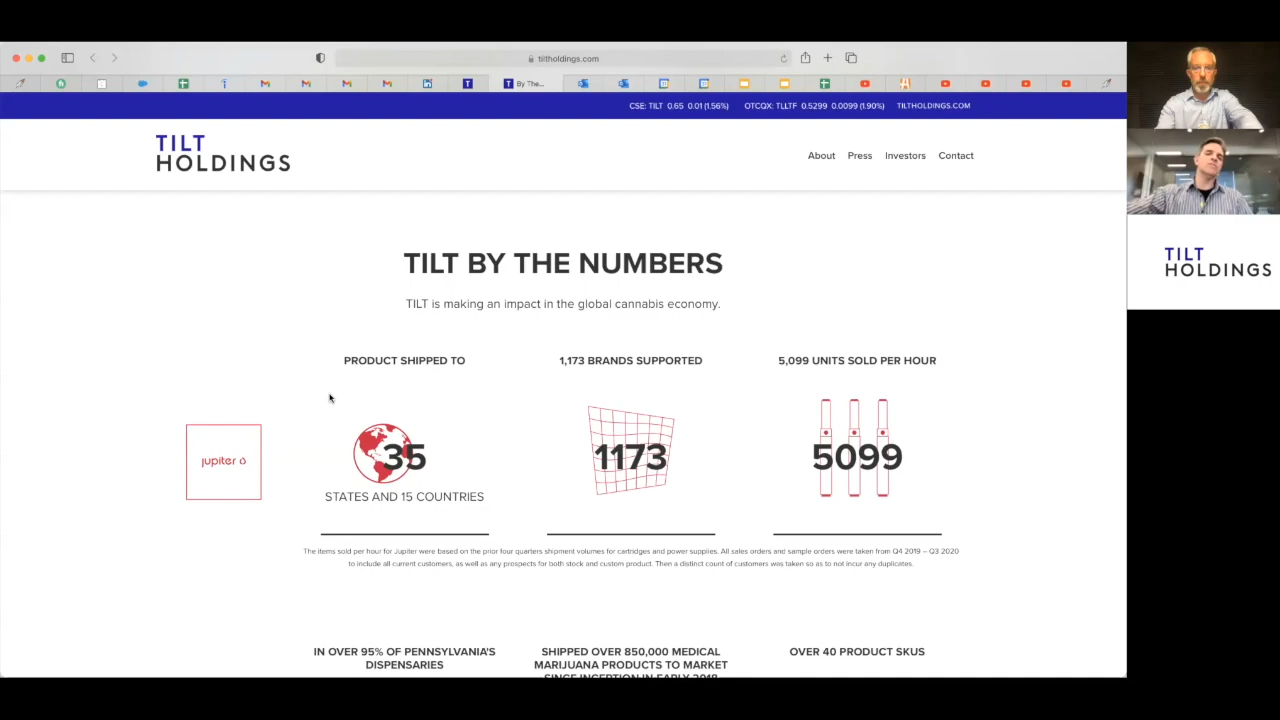 tiltholdings.com
By The...
CSE: TILT 0.65 0.01 (1.56%) OTCQX: TLLTF 0.5299 0.0099 (1.90%) TILTHOLDINGS.COM
TILT
HOLDINGS
About Press Investors Contact
TILT BY THE NUMBERS
TILT is making an impact in the global cannabis economy.
PRODUCT SHIPPED TO
1,173 BRANDS SUPPORTED
5,099 UNITS SOLD PER HOUR
jupiter
35
STATES AND 15 COUNTRIES
1173
5099
The items sold per hour for Jupiter were based on the prior four quarters shipment volumes for cartridges and power supplies. All sales orders and sample orders were taken from Q4 2019 – Q3 2020
to include all current customers, as well as any prospects for both stock and custom product. Then a distinct count of customers was taken so as to not incur any duplicates.
IN OVER 95% OF PENNSYLVANIA'S
DISPENSARIES
SHIPPED OVER 850,000 MEDICAL
MARIJUANA PRODUCTS TO MARKET
SINCE INCEPTION IN EARLY 2018
OVER 40 PRODUCT SKUS
TILT
HOLDINGS